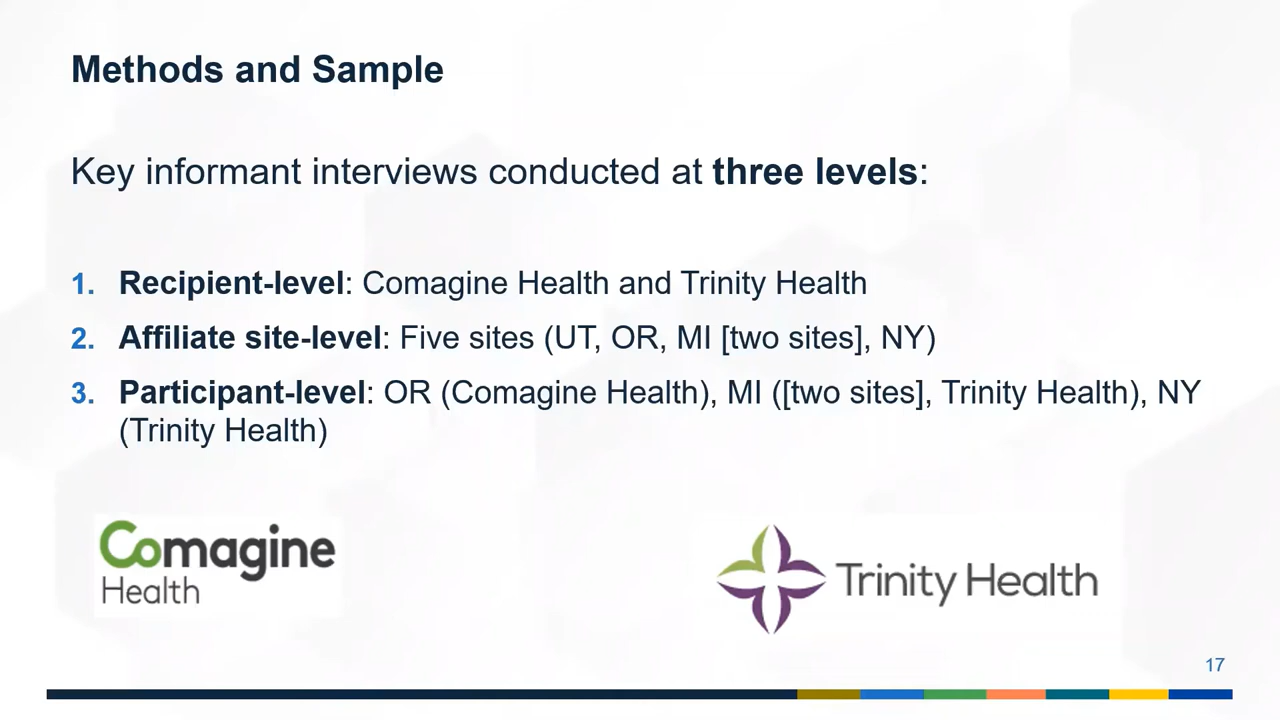 Methods and Sample
Key informant interviews conducted at three levels:
1. Recipient-level: Comagine Health and Trinity Health
2. Affiliate site-level: Five sites (UT, OR, MI [two sites], NY)
3. Participant-level: OR (Comagine Health), MI ([two sites], Trinity Health), NY
(Trinity Health)
Comagine
Health
Trinity Health
17